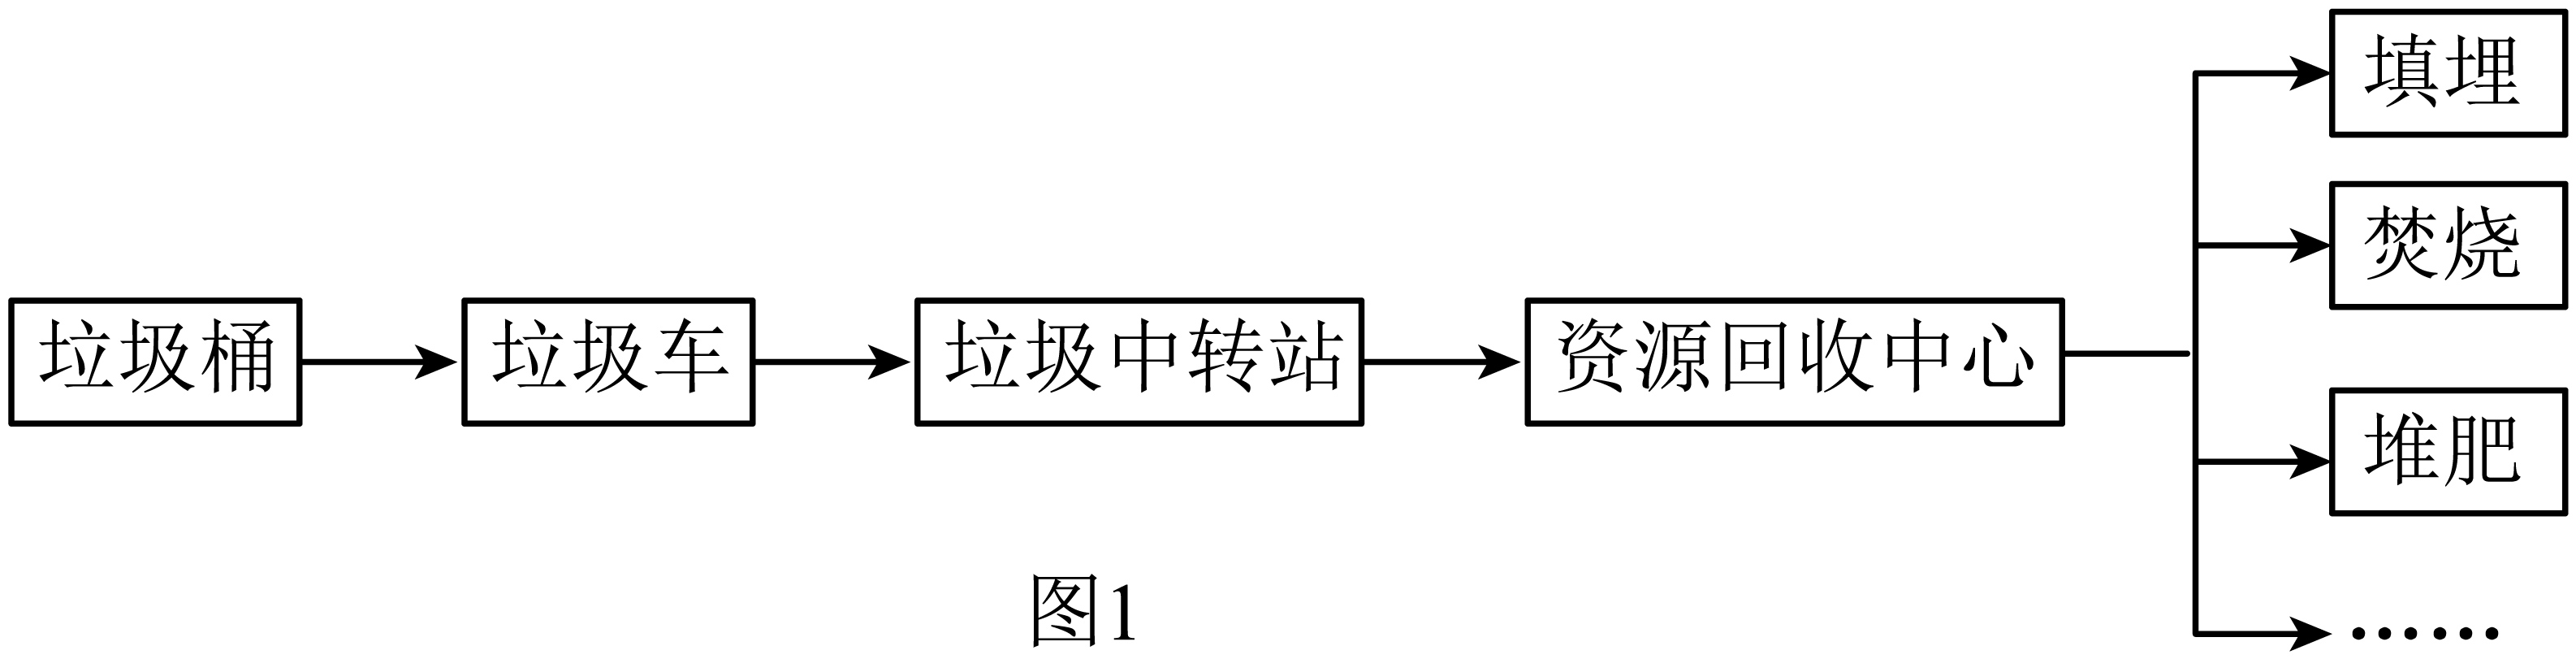 垃圾桶
垃圾车
垃圾中转站
资源回收中心
填埋
焚烧
堆肥
······
图1